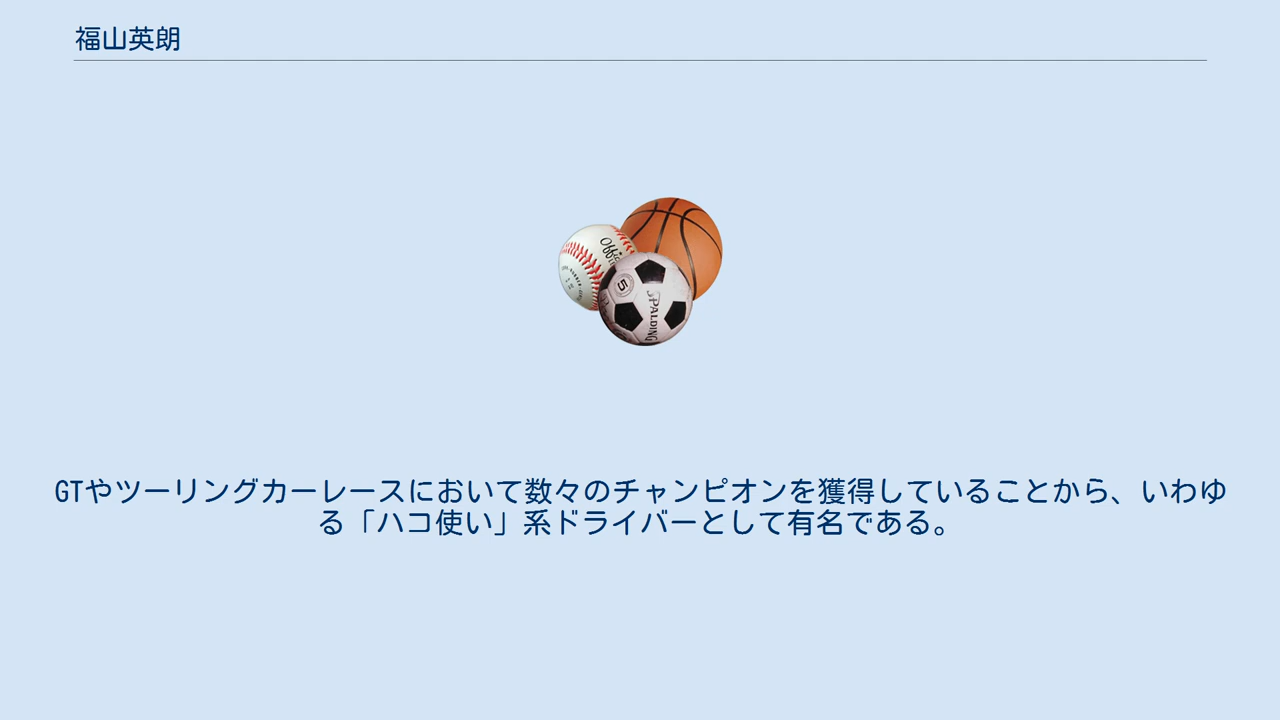 福山英朗
Offi
5
SPALDING
GTやツーリングカーレースにおいて数々のチャンピオンを獲得していることから、いわゆ
る「ハコ使い」系ドライバーとして有名である。